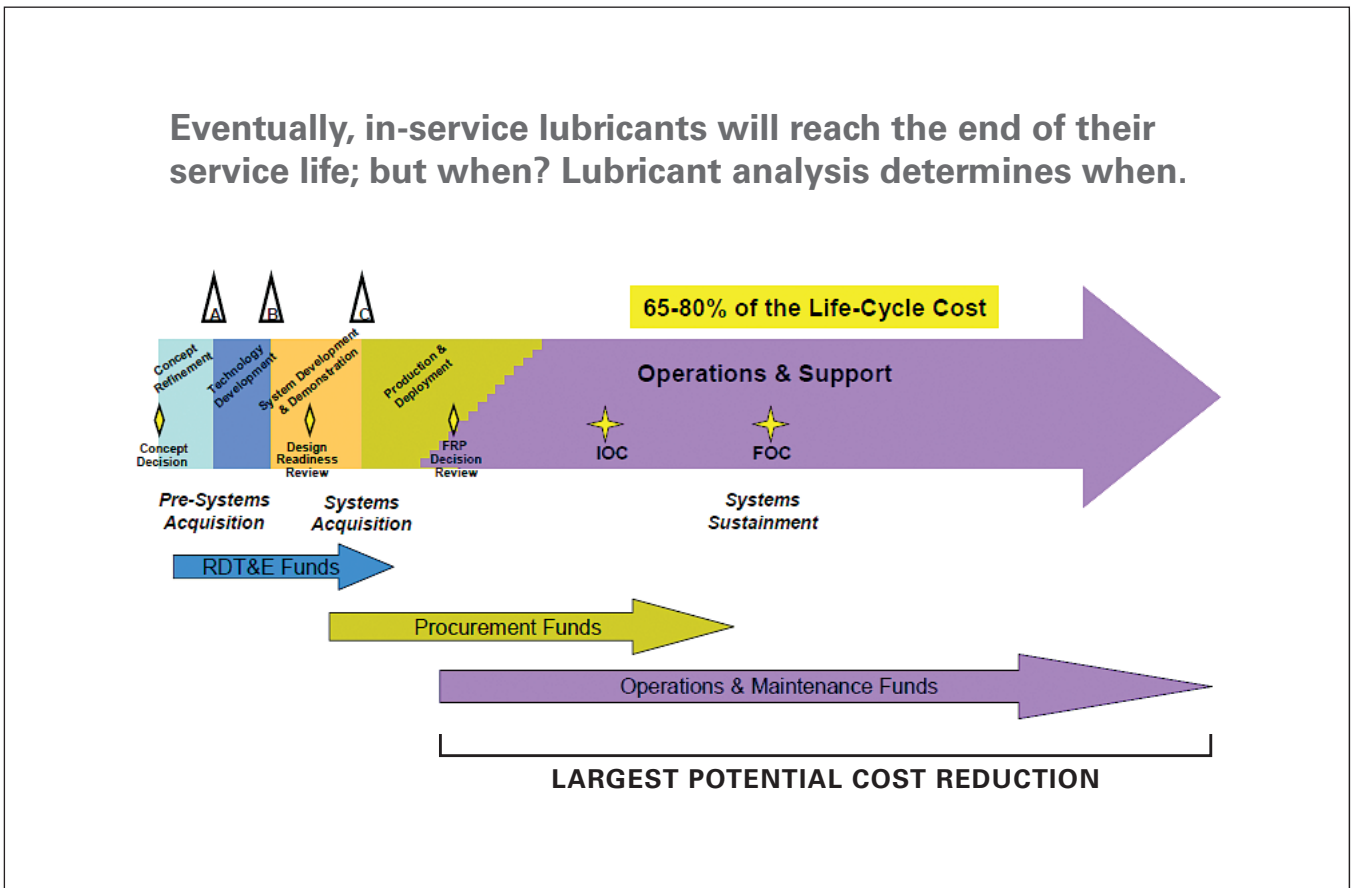 Eventually, in-service lubricants will reach the end of their
service life; but when? Lubricant analysis determines when.
A
B
C
65-80% of the Life-Cycle Cost
Concept
Refinement
Technology
Development
System Development
& Demonstration
Production &
Deployment
Operations & Support
Concept
Decision
Design
Readiness
Review
FRP
Decision
Review
IOC
FOC
Pre-Systems
Acquisition
Systems
Acquisition
Systems
Sustainment
RDT&E Funds
Procurement Funds
Operations & Maintenance Funds
LARGEST POTENTIAL COST REDUCTION